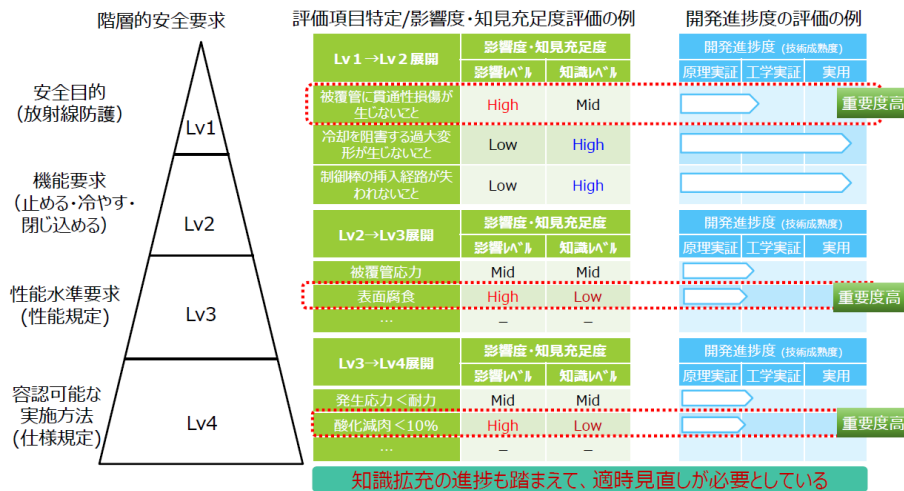 階層的安全要求
安全目的
(放射線防護)
Lv1
機能要求
(止める・冷やす・
閉じ込める)
Lv2
性能水準要求
(性能規定)
Lv3
容認可能な
実施方法
(仕様規定)
Lv4
評価項目特定/影響度・知見充足度評価の例
Lv1→Lv2展開 影響度・知見充足度
影響ﾚﾍﾞﾙ 知識ﾚﾍﾞﾙ
被覆管に貫通性損傷が
生じないこと High Mid
冷却を阻害する過大変
形が生じないこと Low High
制御棒の挿入経路が失
われないこと Low High
Lv2→Lv3展開 影響度・知見充足度
影響ﾚﾍﾞﾙ 知識ﾚﾍﾞﾙ
被覆管応力 Mid Mid
表面腐食 High Low
… – –
Lv3→Lv4展開 影響度・知見充足度
影響ﾚﾍﾞﾙ 知識ﾚﾍﾞﾙ
発生応力<耐力 Mid Mid
酸化減肉<10% High Low
… – –
開発進捗度の評価の例
開発進捗度 (技術成熟度)
原理実証 工学実証 実用
重要度高
開発進捗度 (技術成熟度)
原理実証 工学実証 実用
重要度高
開発進捗度 (技術成熟度)
原理実証 工学実証 実用
重要度高
知識拡充の進捗も踏まえて、適時見直しが必要としている